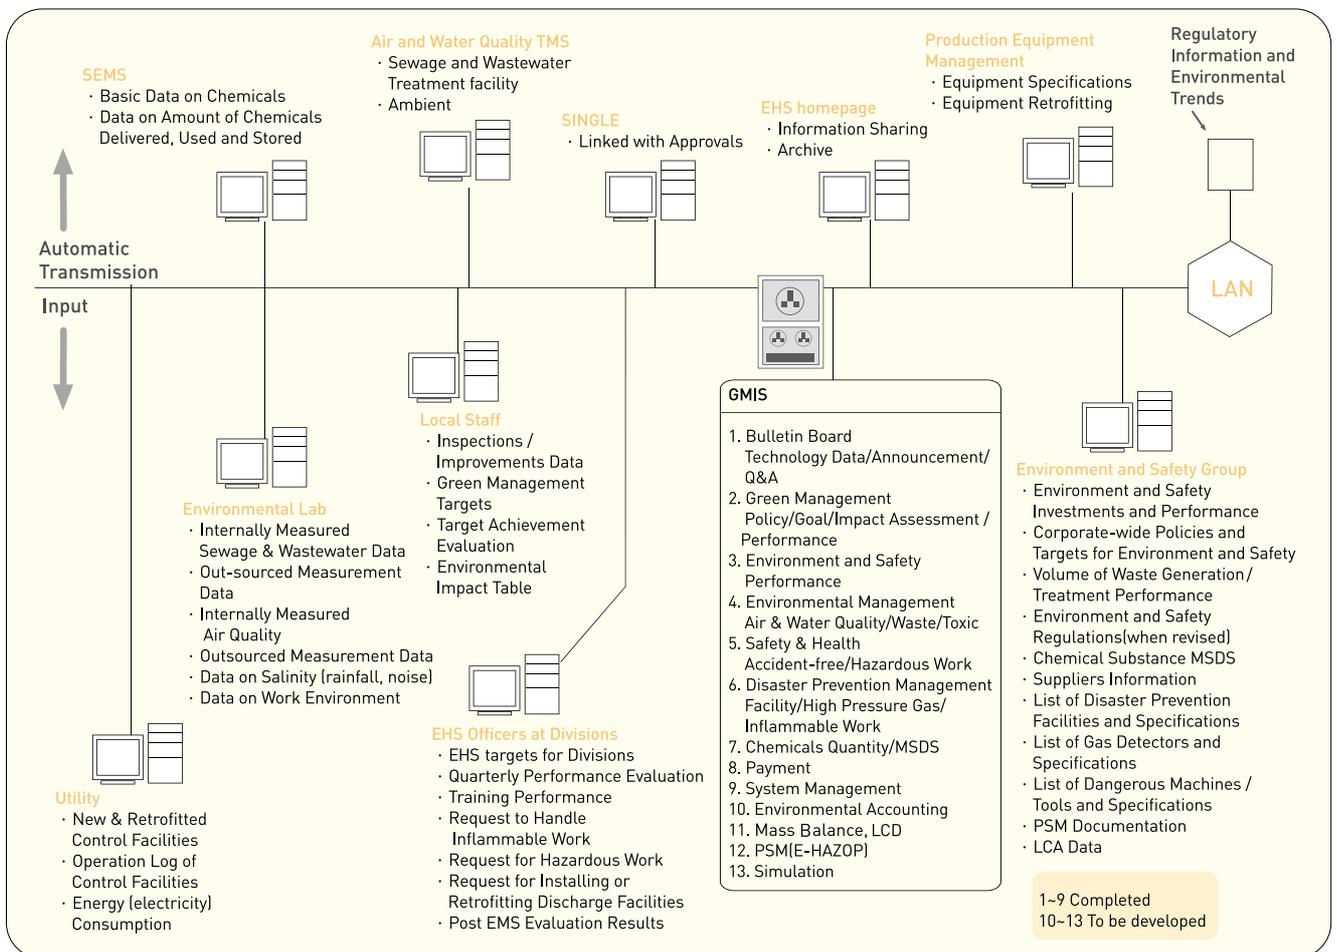 SEMS
· Basic Data on Chemicals
· Data on Amount of Chemicals
Delivered, Used and Stored
Air and Water Quality TMS
· Sewage and Wastewater
Treatment facility
· Ambient
SINGLE
· Linked with Approvals
EHS homepage
· Information Sharing
· Archive
Production Equipment
Management
· Equipment Specifications
· Equipment Retrofitting
Regulatory
Information and
Environmental
Trends
Automatic
Transmission
Input
LAN
Utility
· New & Retrofitted
Control Facilities
· Operation Log of
Control Facilities
· Energy (electricity)
Consumption
Environmental Lab
· Internally Measured
Sewage & Wastewater Data
· Out-sourced Measurement
Data
· Internally Measured
Air Quality
· Outsourced Measurement Data
· Data on Salinity (rainfall, noise)
· Data on Work Environment
Local Staff
· Inspections /
Improvements Data
· Green Management
Targets
· Target Achievement
Evaluation
· Environmental
Impact Table
EHS Officers at Divisions
· EHS targets for Divisions
· Quarterly Performance Evaluation
· Training Performance
· Request to Handle
Inflammable Work
· Request for Hazardous Work
· Request for Installing or
Retrofitting Discharge Facilities
· Post EMS Evaluation Results
GMIS
1. Bulletin Board
Technology Data/Announcement/
Q&A
2. Green Management
Policy/Goal/Impact Assessment /
Performance
3. Environment and Safety
Performance
4. Environmental Management
Air & Water Quality/Waste/Toxic
5. Safety & Health
Accident-free/Hazardous Work
6. Disaster Prevention Management
Facility/High Pressure Gas/
Inflammable Work
7. Chemicals Quantity/MSDS
8. Payment
9. System Management
10. Environmental Accounting
11. Mass Balance, LCD
12. PSM(E-HAZOP)
13. Simulation
Environment and Safety Group
· Environment and Safety
Investments and Performance
· Corporate-wide Policies and
Targets for Environment and Safety
· Volume of Waste Generation/
Treatment Performance
· Environment and Safety
Regulations(when revised)
· Chemical Substance MSDS
· Suppliers Information
· List of Disaster Prevention
Facilities and Specifications
· List of Gas Detectors and
Specifications
· List of Dangerous Machines /
Tools and Specifications
· PSM Documentation
· LCA Data
1~9 Completed
10~13 To be developed